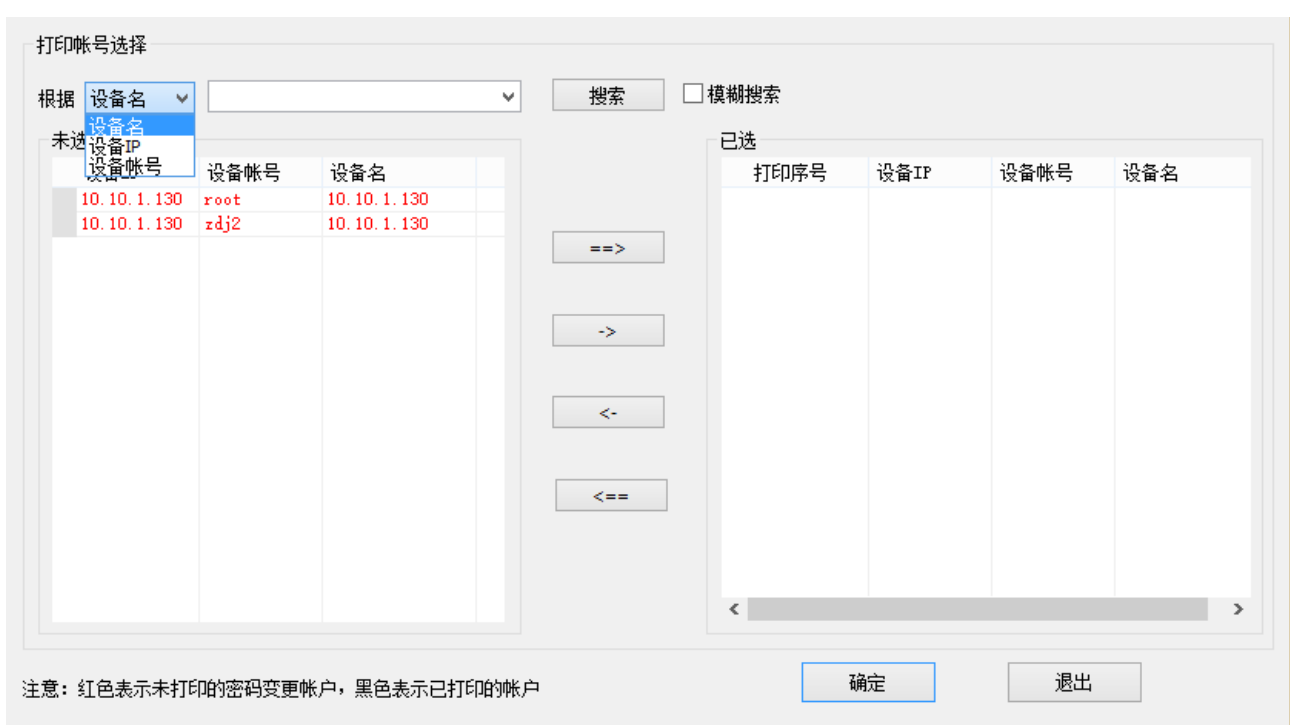 打印帐号选择
根据 设备名 搜索 模糊搜索
设备名
设备IP
设备帐号
未选 已选
设备帐号 设备名 打印序号 设备IP 设备帐号 设备名
10.10.1.130 root 10.10.1.130
10.10.1.130 zdj2 10.10.1.130
==>
->
<-
<==
注意：红色表示未打印的密码变更帐户，黑色表示已打印的帐户 确定 退出